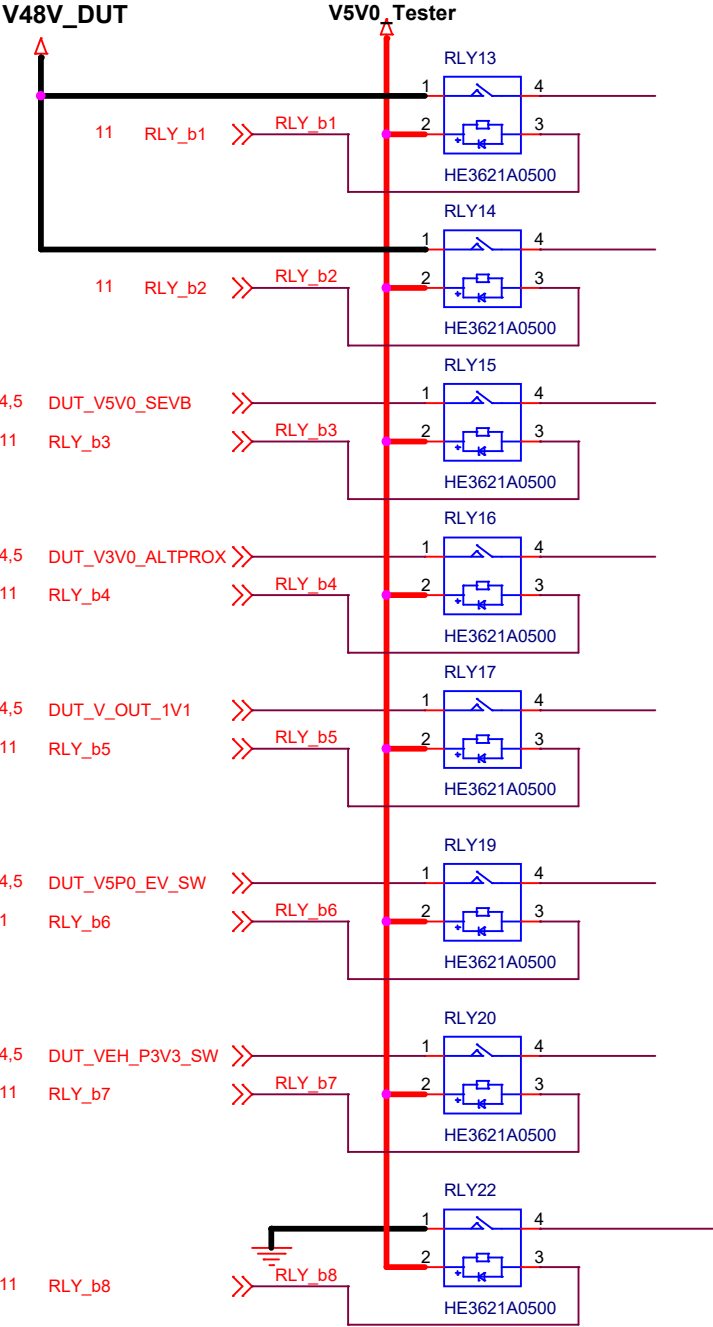 V48V_DUT V5V0_Tester
RLY13
1 4
11 RLY_b1 RLY_b1 2 3
HE3621A0500
RLY14
1 4
11 RLY_b2 RLY_b2 2 3
HE3621A0500
RLY15
4,5 DUT_V5V0_SEVB 1 4
11 RLY_b3 RLY_b3 2 3
HE3621A0500
RLY16
4,5 DUT_V3V0_ALTPROX 1 4
11 RLY_b4 RLY_b4 2 3
HE3621A0500
RLY17
4,5 DUT_V_OUT_1V1 1 4
11 RLY_b5 RLY_b5 2 3
HE3621A0500
RLY19
4,5 DUT_V5P0_EV_SW 1 4
1 RLY_b6 RLY_b6 2 3
HE3621A0500
RLY20
4,5 DUT_VEH_P3V3_SW 1 4
11 RLY_b7 RLY_b7 2 3
HE3621A0500
RLY22
1 4
2 3
11 RLY_b8 RLY_b8
HE3621A0500